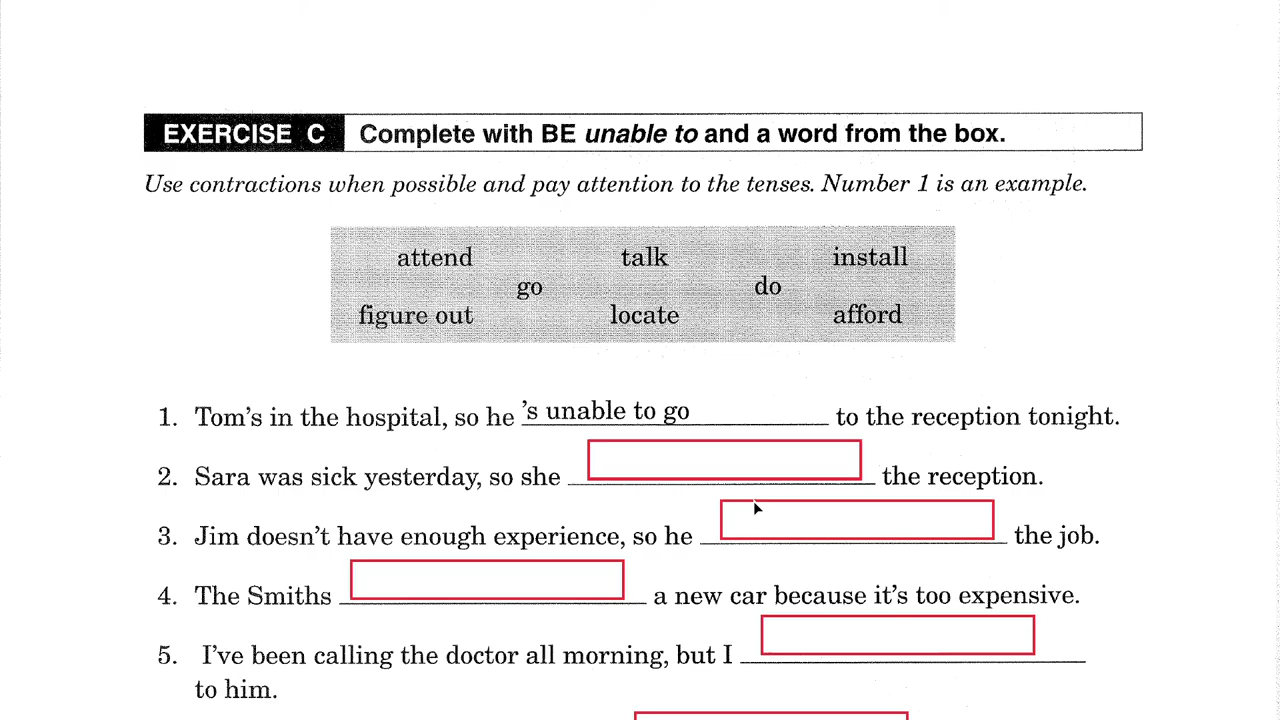 EXERCISE C Complete with BE unable to and a word from the box.
Use contractions when possible and pay attention to the tenses. Number 1 is an example.
attend talk install
go do
figure out locate afford
1. Tom's in the hospital, so he 's unable to go to the reception tonight.
2. Sara was sick yesterday, so she the reception.
3. Jim doesn't have enough experience, so he the job.
4. The Smiths a new car because it's too expensive.
5. I've been calling the doctor all morning, but I
to him.